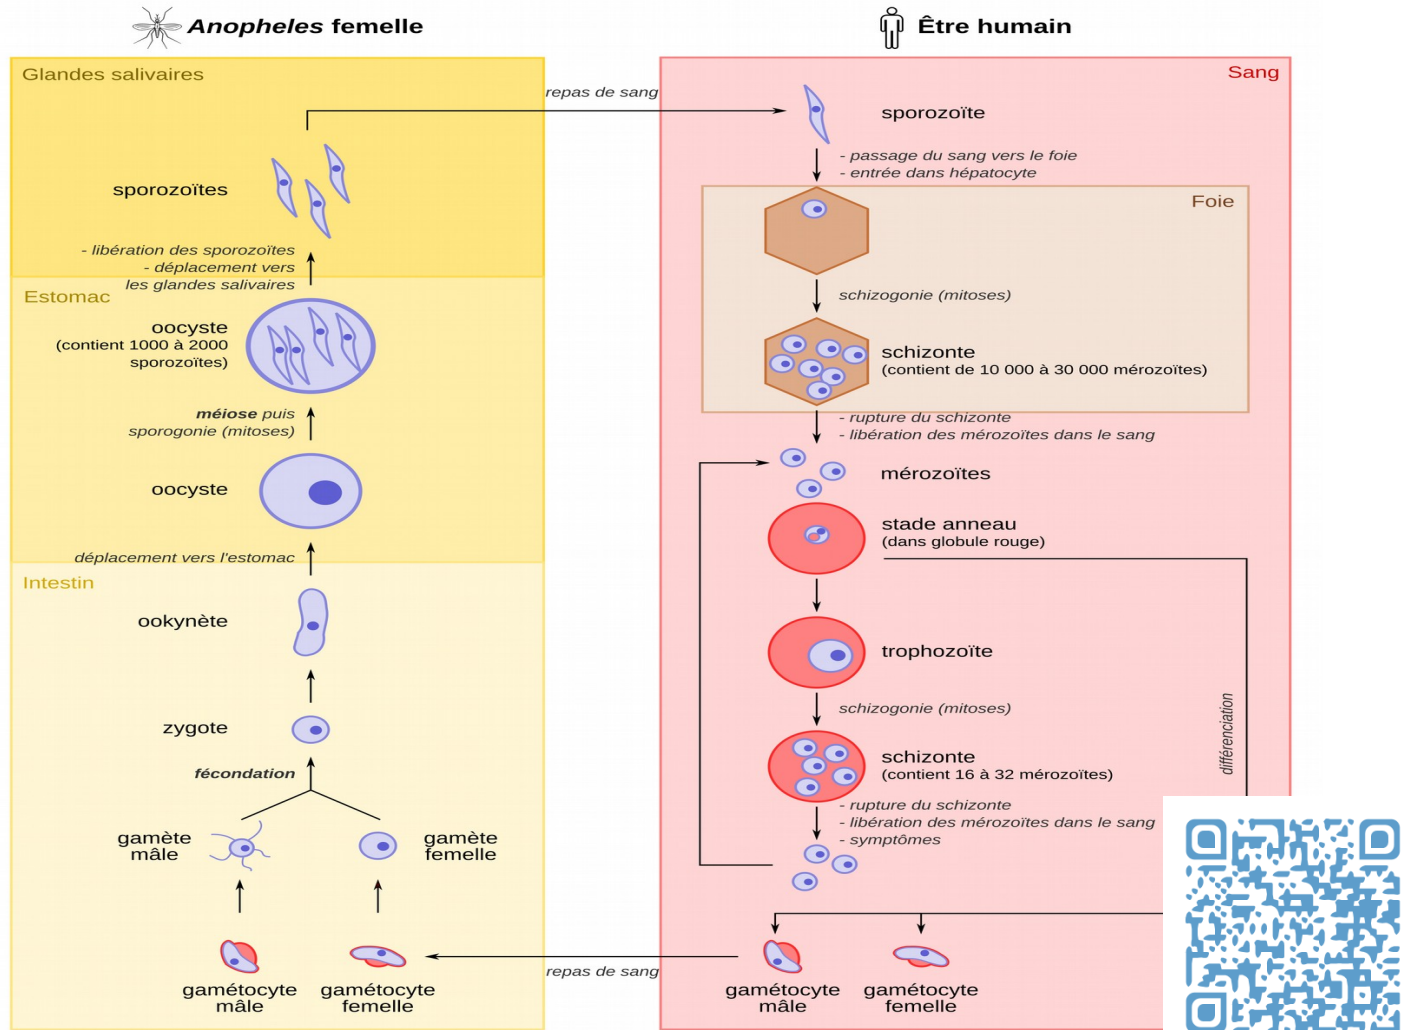 Anopheles femelle
Glandes salivaires
sporozoïtes
- libération des sporozoïtes
- déplacement vers
les glandes salivaires
Estomac
oocyste
(contient 1000 à 2000
sporozoïtes)
méiose puis
sporogonie (mitoses)
oocyste
déplacement vers l'estomac
Intestin
ookynète
zygote
fécondation
gamète
mâle
gamète
femelle
gamétocyte
mâle
gamétocyte
femelle
repas de sang
repas de sang
Être humain
Sang
sporozoïte
- passage du sang vers le foie
- entrée dans hépatocyte
Foie
schizogonie (mitoses)
schizonte
(contient de 10 000 à 30 000 mérozoïtes)
- rupture du schizonte
- libération des mérozoïtes dans le sang
mérozoïtes
stade anneau
(dans globule rouge)
trophozoïte
schizogonie (mitoses)
schizonte
(contient 16 à 32 mérozoïtes)
- rupture du schizonte
- libération des mérozoïtes dans le sang
- symptômes
différenciation
gamétocyte
mâle
gamétocyte
femelle